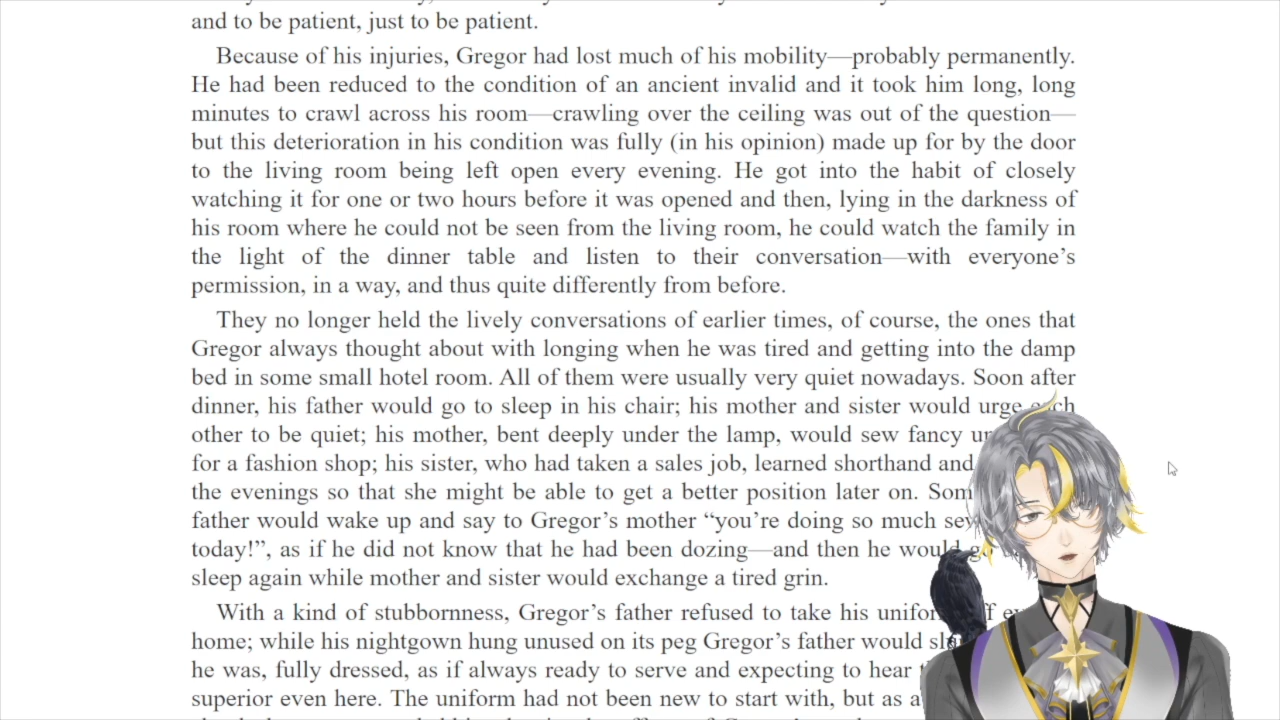 and to be patient, just to be patient.
Because of his injuries, Gregor had lost much of his mobility—probably permanently.
He had been reduced to the condition of an ancient invalid and it took him long, long
minutes to crawl across his room—crawling over the ceiling was out of the question—
but this deterioration in his condition was fully (in his opinion) made up for by the door
to the living room being left open every evening. He got into the habit of closely
watching it for one or two hours before it was opened and then, lying in the darkness of
his room where he could not be seen from the living room, he could watch the family in
the light of the dinner table and listen to their conversation—with everyone's
permission, in a way, and thus quite differently from before.
They no longer held the lively conversations of earlier times, of course, the ones that
Gregor always thought about with longing when he was tired and getting into the damp
bed in some small hotel room. All of them were usually very quiet nowadays. Soon after
dinner, his father would go to sleep in his chair; his mother and sister would urge each
other to be quiet; his mother, bent deeply under the lamp, would sew fancy
for a fashion shop; his sister, who had taken a sales job, learned shorthand and
the evenings so that she might be able to get a better position later on.
father would wake up and say to Gregor's mother “you're doing so much
today!”, as if he did not know that he had been dozing—and then he would
sleep again while mother and sister would exchange a tired grin.
With a kind of stubbornness, Gregor's father refused to take his
home; while his nightgown hung unused on its peg Gregor's father would
he was, fully dressed, as if always ready to serve and expecting to hear
superior even here. The uniform had not been new to start with, but as a